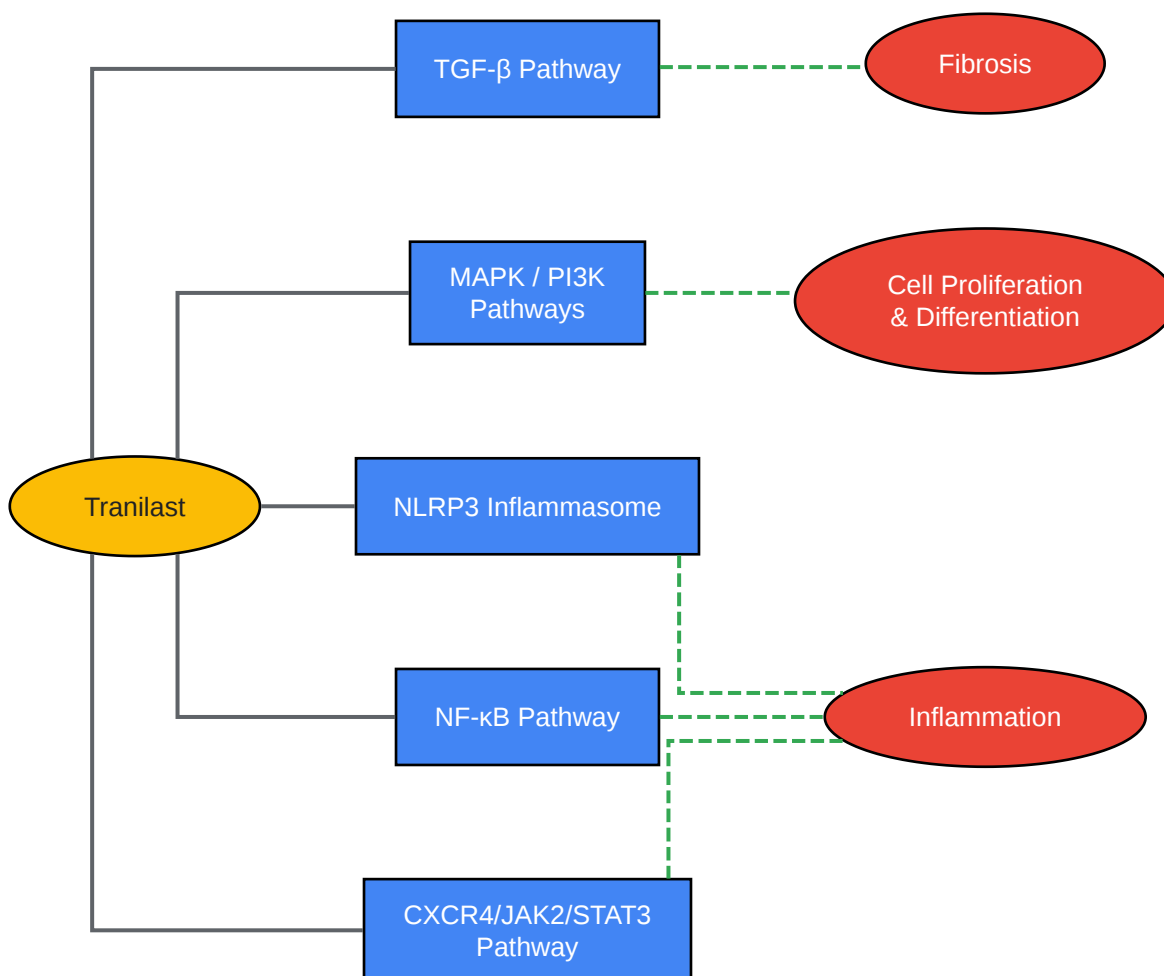 TGF-β Pathway
Fibrosis
MAPK / PI3K
Pathways
Cell Proliferation
& Differentiation
Tranilast
NLRP3 Inflammasome
NF-κB Pathway
Inflammation
CXCR4/JAK2/STAT3
Pathway